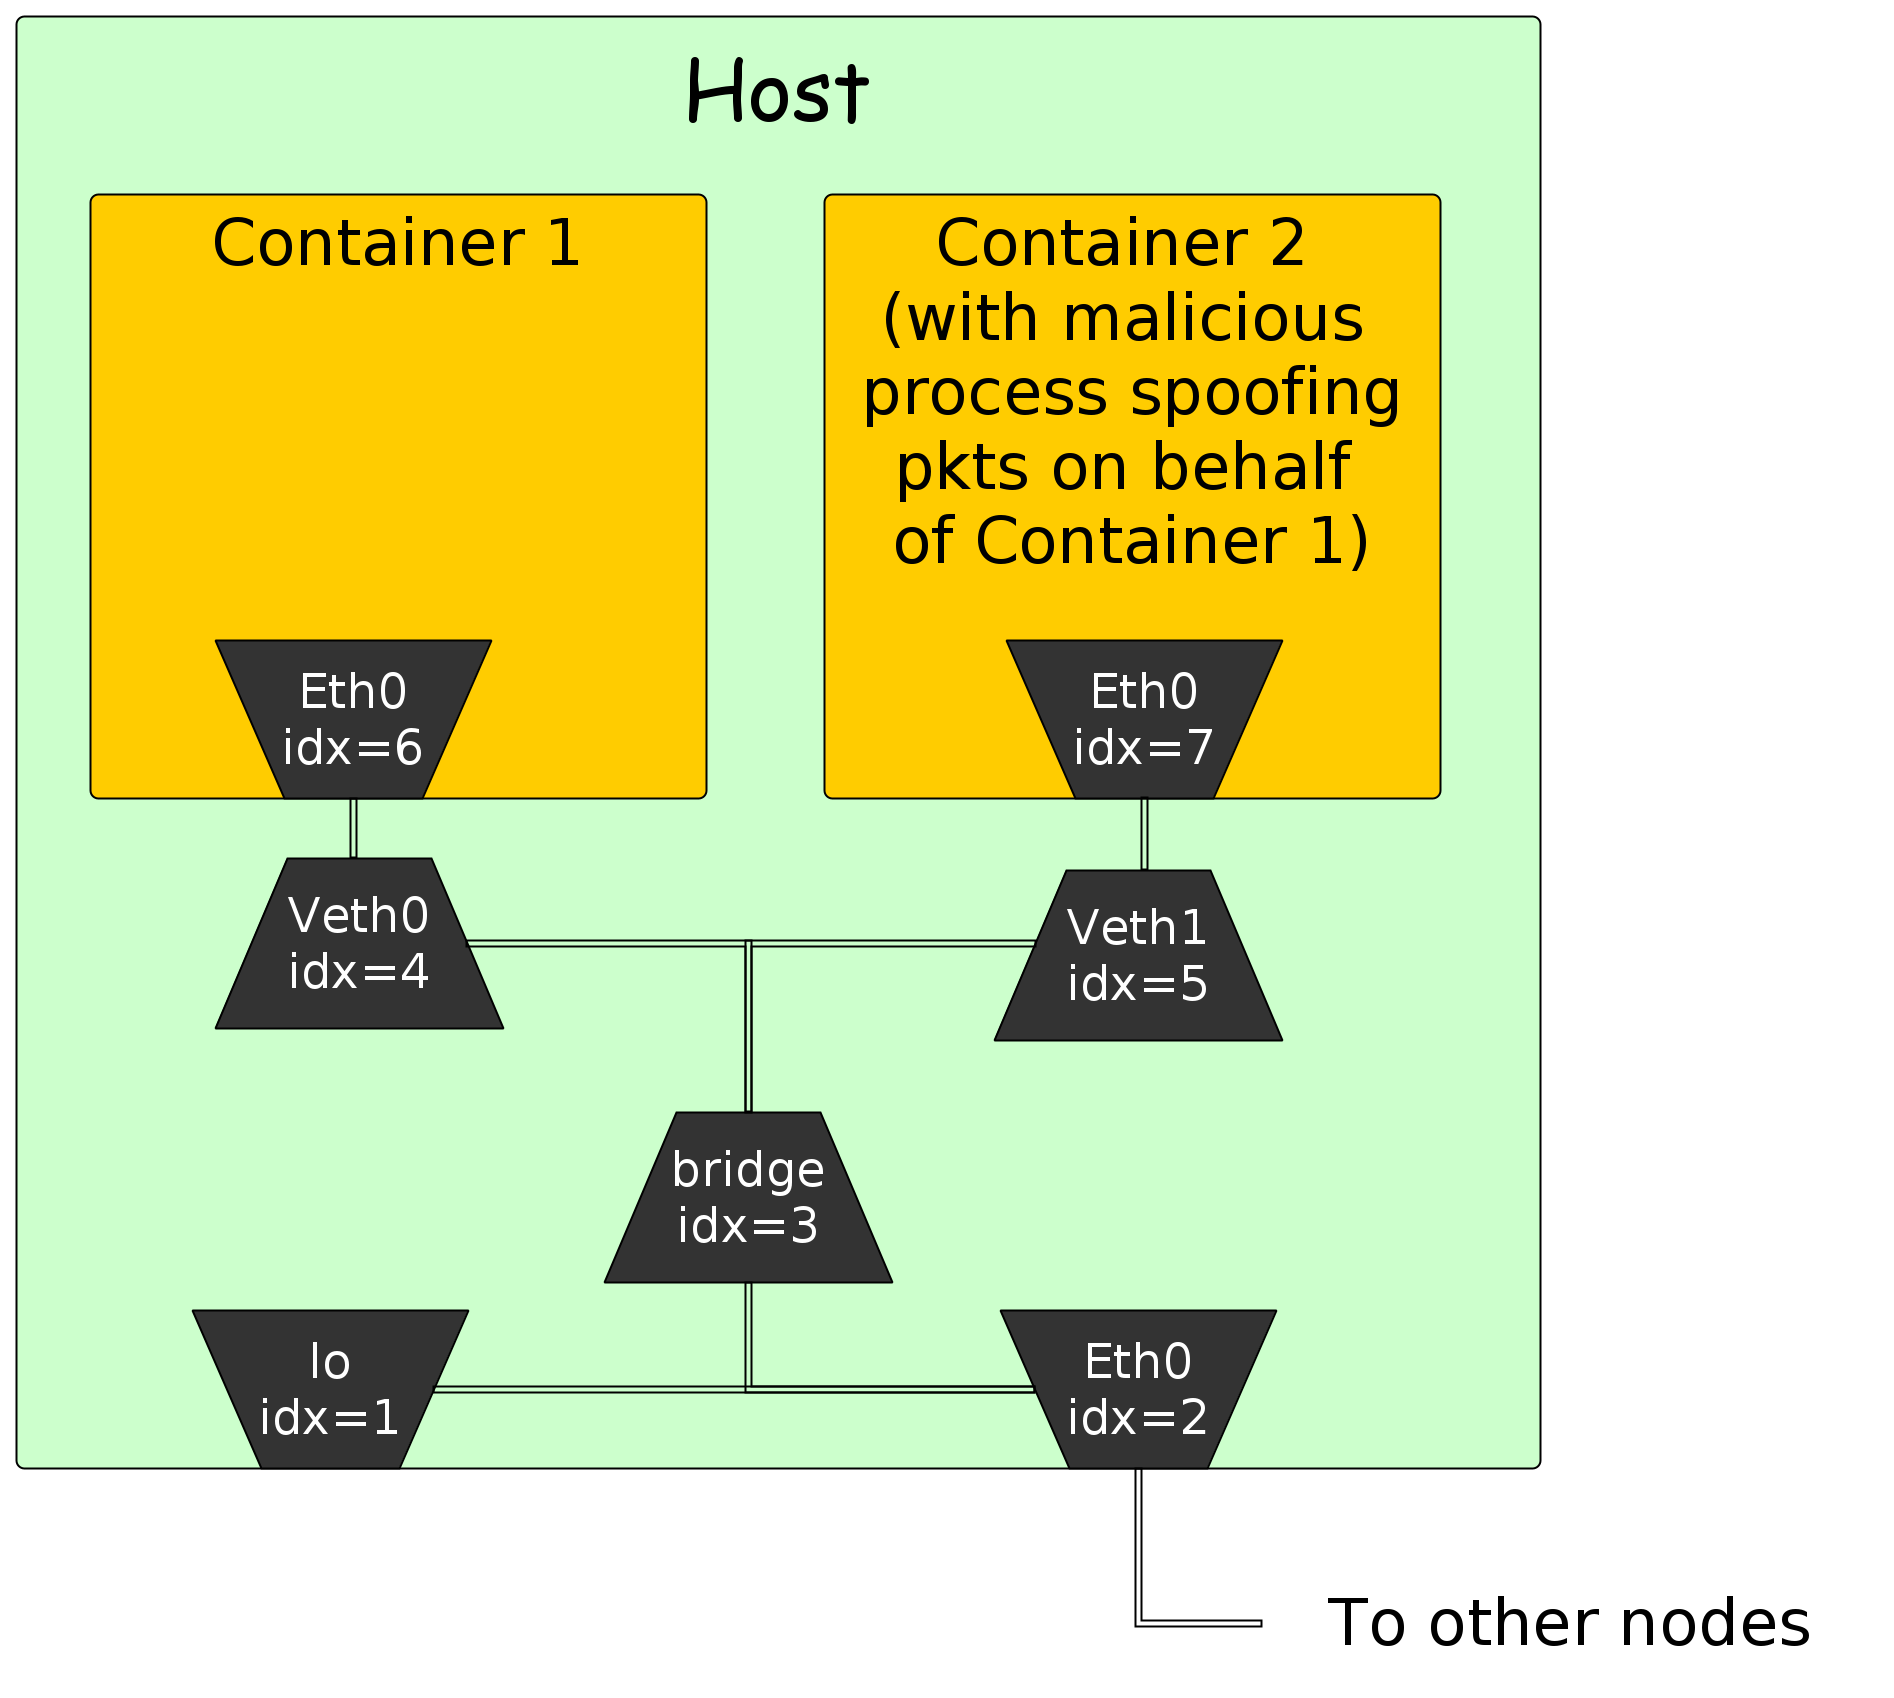 Host
Container 1
Container 2
(with malicious
process spoofing
pkts on behalf
of Container 1)
Eth0
idx=6
Eth0
idx=7
Veth0
idx=4
Veth1
idx=5
bridge
idx=3
lo
idx=1
Eth0
idx=2
To other nodes